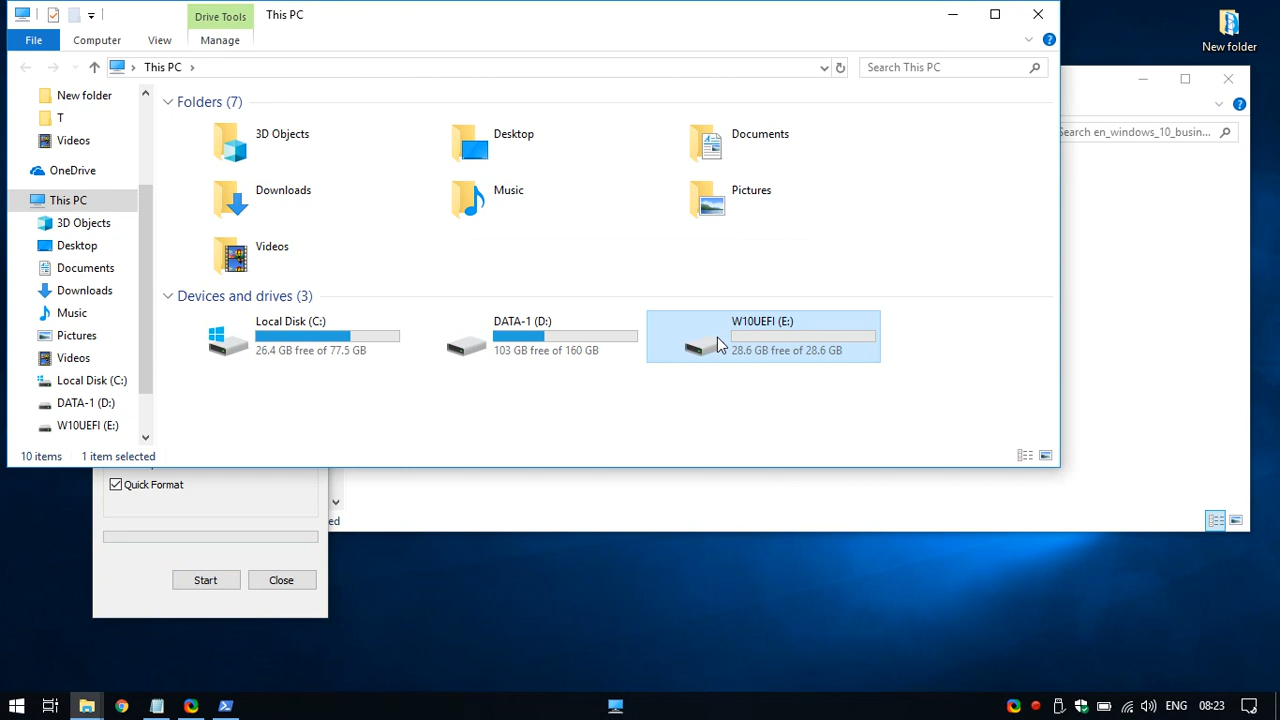 Drive Tools
This PC
File
Computer
View
Manage
This PC
Search This PC
New folder
T
Videos
OneDrive
This PC
3D Objects
Desktop
Documents
Downloads
Music
Pictures
Videos
Local Disk (C:)
DATA-1 (D:)
W10UEFI (E:)
Folders (7)
3D Objects
Desktop
Documents
Downloads
Music
Pictures
Videos
Devices and drives (3)
Local Disk (C:)
26.4 GB free of 77.5 GB
DATA-1 (D:)
103 GB free of 160 GB
W10UEFI (E:)
28.6 GB free of 28.6 GB
10 items
1 item selected
New folder
Search en_windows_10_busin...
Quick Format
ed
Start
Close
ENG
08:23